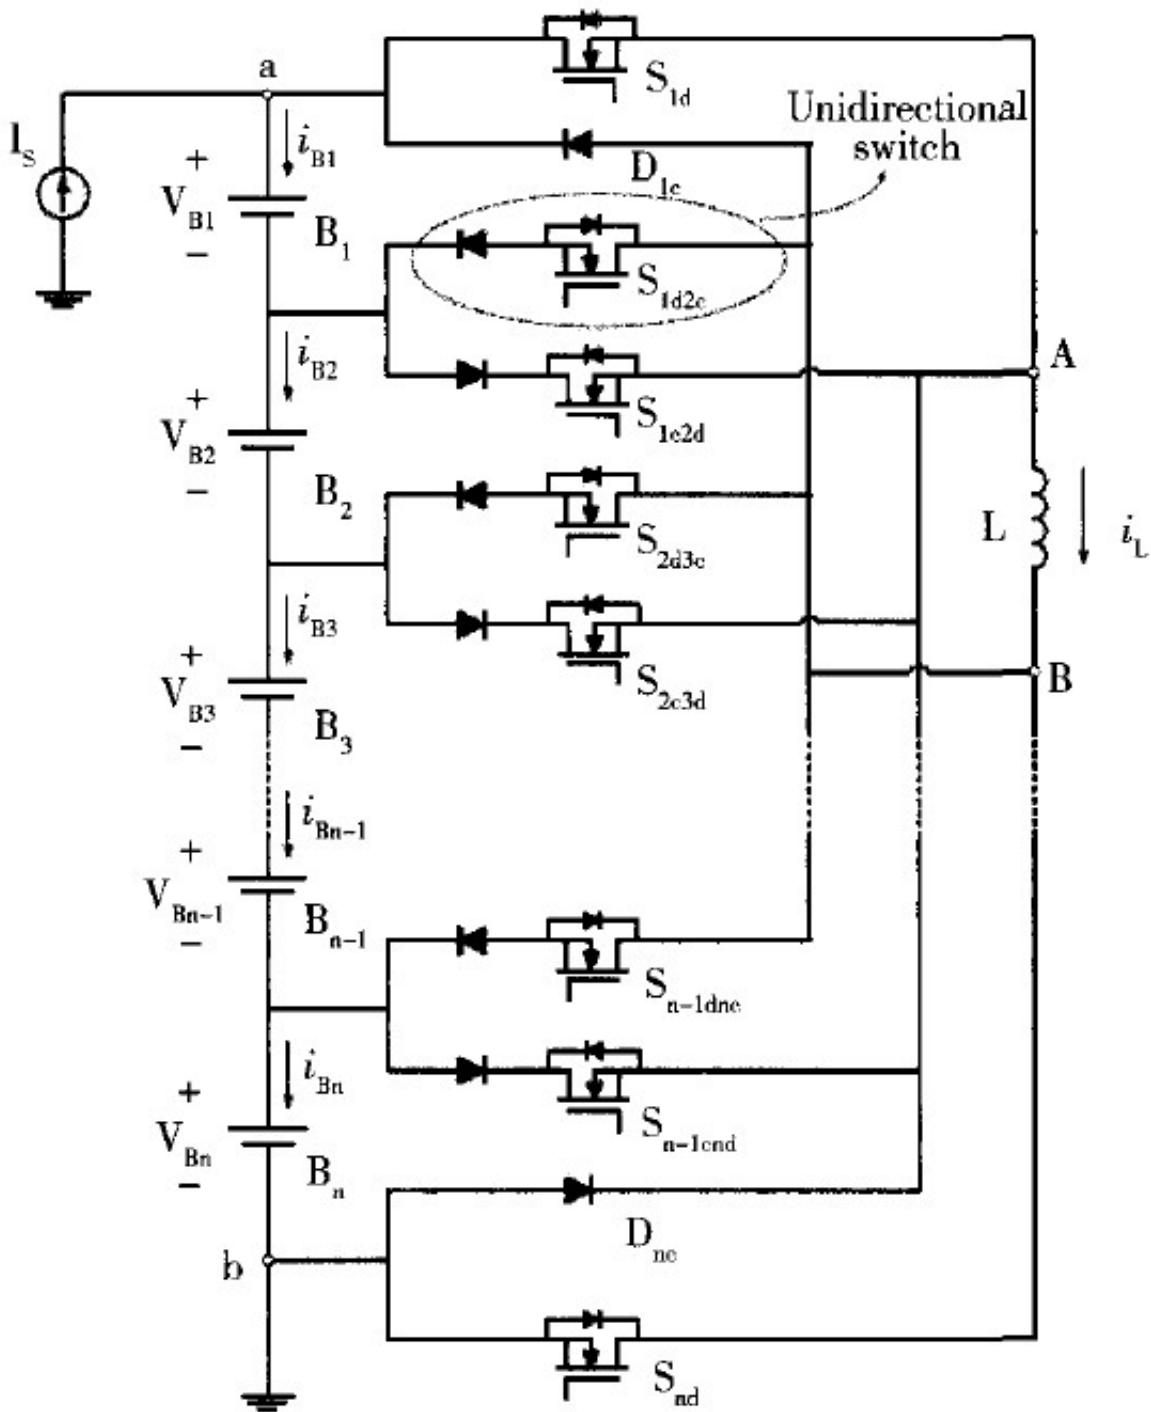 S1d
a
Unidirectional switch
IS
iB1
+
VB1
−
B1
D1c
S1d2c
iB2
+
VB2
−
B2
S1c2d
A
S2d3c
L
iL
iB3
+
VB3
−
B3
S2c3d
B
iBn−1
+
VBn−1
−
Bn−1
Sn−1dnc
iBn
+
VBn
−
Bn
Sn−1cnd
Dnc
b
Snd